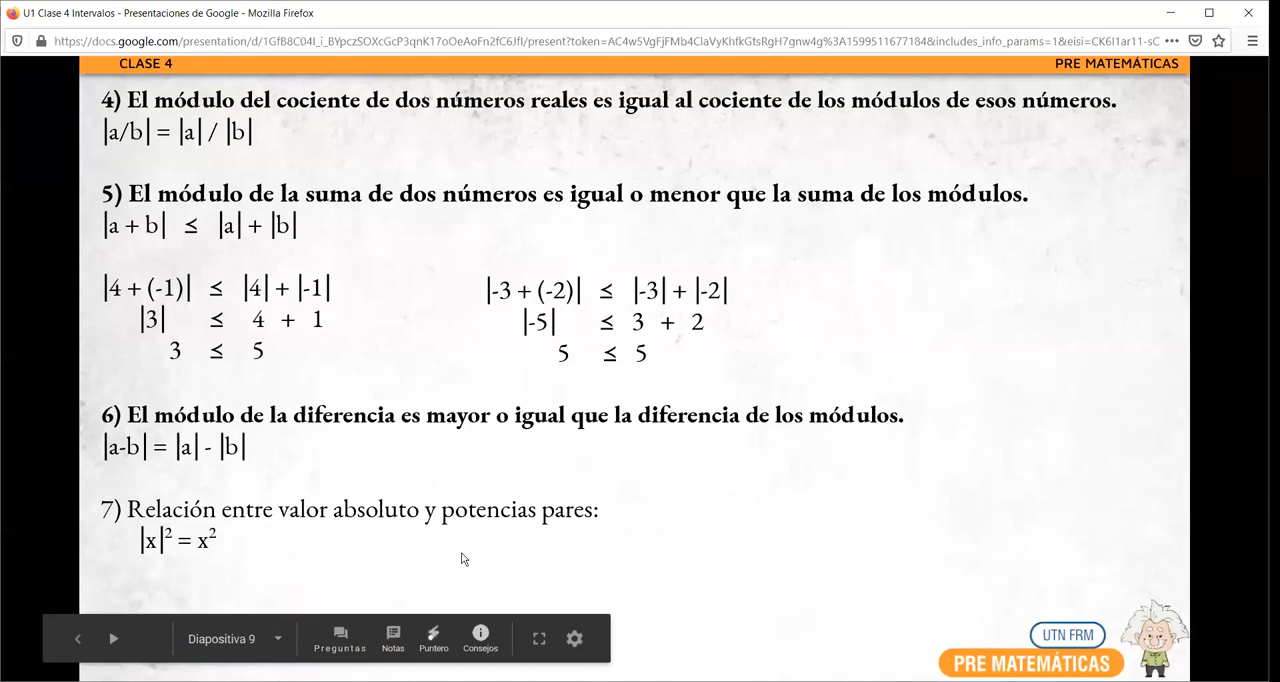 U1 Clase 4 Intervalos - Presentaciones de Google - Mozilla Firefox
https://docs.google.com/presentation/d/1GfB8C04I_i_BYpczSOXcGcP3qnK17oOeAoFn2fC6JfI/present?token=AC4w5VgFjFMb4ClaVyKhfkGtsRgH7gnw4g%3A1599511677184&includes_info_params=1&eisi=CK6I1ar11-sC
CLASE 4 PRE MATEMÁTICAS
4) El módulo del cociente de dos números reales es igual al cociente de los módulos de esos números.
|a/b| = |a| / |b|
5) El módulo de la suma de dos números es igual o menor que la suma de los módulos.
|a + b| ≤ |a| + |b|
|4 + (-1)| ≤ |4| + |-1| |-3 + (-2)| ≤ |-3| + |-2|
|3| ≤ 4 + 1 |-5| ≤ 3 + 2
3 ≤ 5 5 ≤ 5
6) El módulo de la diferencia es mayor o igual que la diferencia de los módulos.
|a-b| = |a| - |b|
7) Relación entre valor absoluto y potencias pares:
|x|² = x²
Diapositiva 9 Preguntas Notas Puntero Consejos
UTN FRM
PRE MATEMÁTICAS